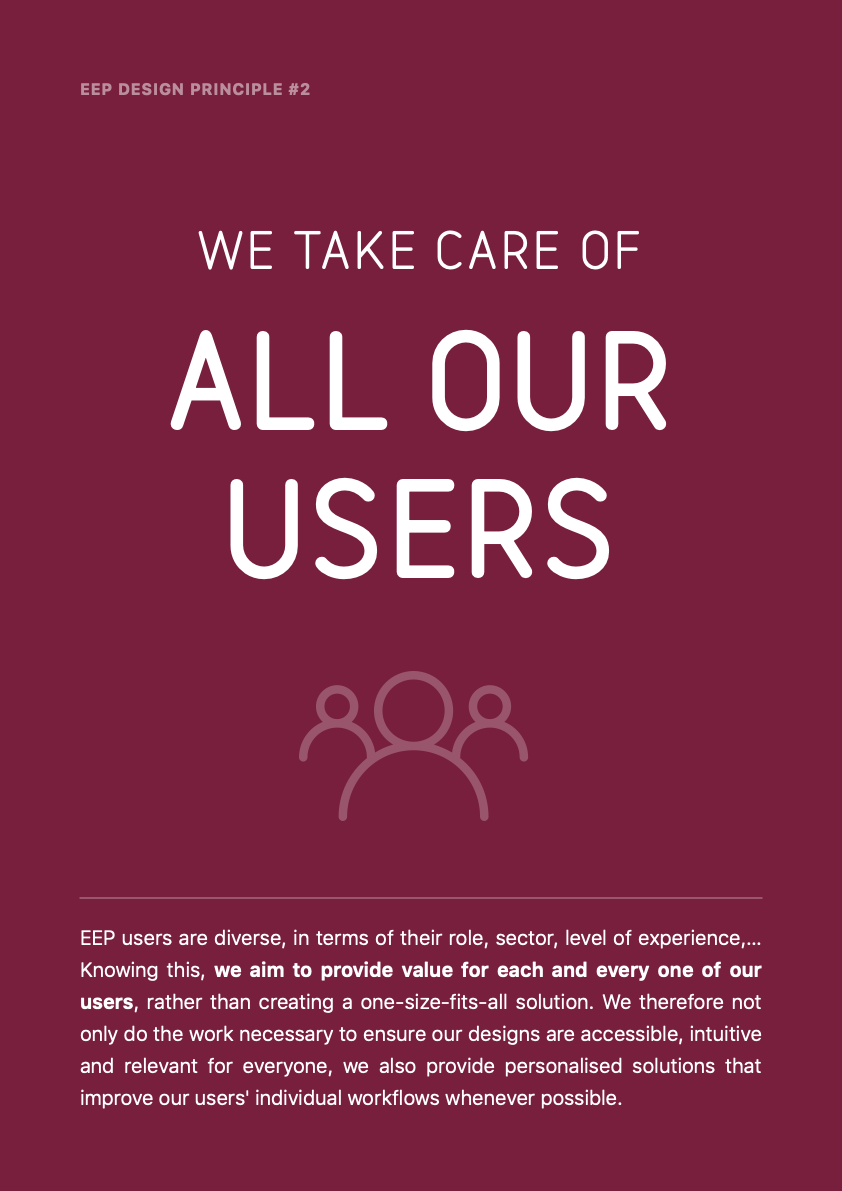 EEP DESIGN PRINCIPLE #2
WE TAKE CARE OF
ALL OUR
USERS
EEP users are diverse, in terms of their role, sector, level of experience,...
Knowing this, we aim to provide value for each and every one of our
users, rather than creating a one-size-fits-all solution. We therefore not
only do the work necessary to ensure our designs are accessible, intuitive
and relevant for everyone, we also provide personalised solutions that
improve our users' individual workflows whenever possible.